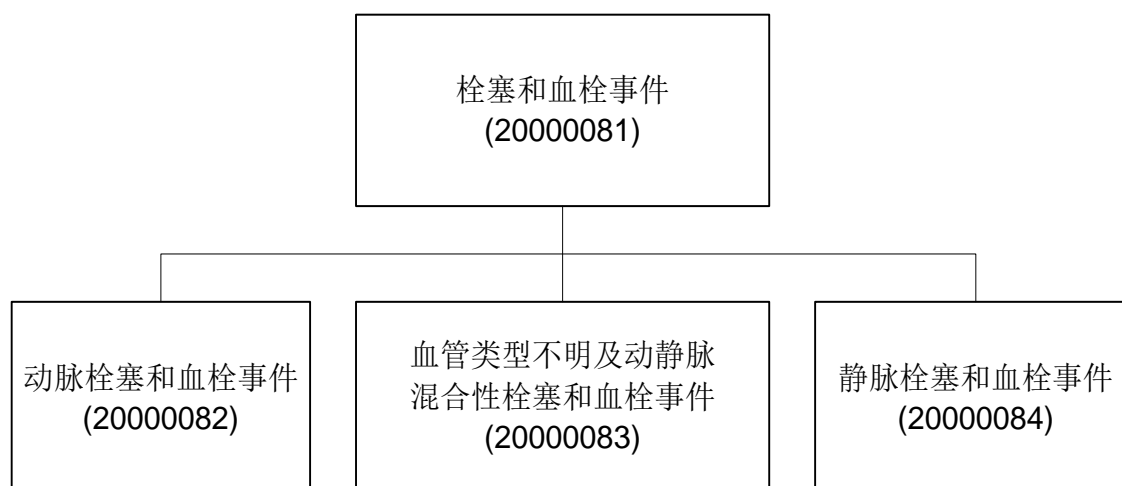 栓塞和血栓事件
(20000081)
动脉栓塞和血栓事件
(20000082)
血管类型不明及动静脉
混合性栓塞和血栓事件
(20000083)
静脉栓塞和血栓事件
(20000084)